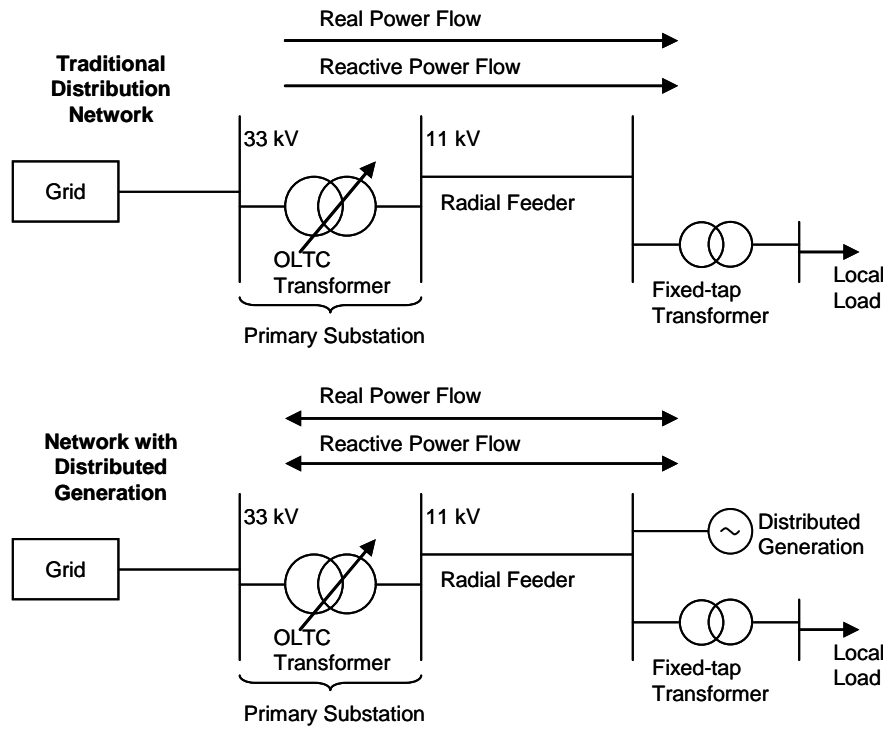 Real Power Flow
Reactive Power Flow
Traditional
Distribution
Network
33 kV
11 kV
Grid
Radial Feeder
OLTC
Transformer
Primary Substation
Fixed-tap
Transformer
Local
Load
Real Power Flow
Reactive Power Flow
Network with
Distributed
Generation
33 kV
11 kV
Distributed
Generation
Grid
Radial Feeder
OLTC
Transformer
Primary Substation
Fixed-tap
Transformer
Local
Load